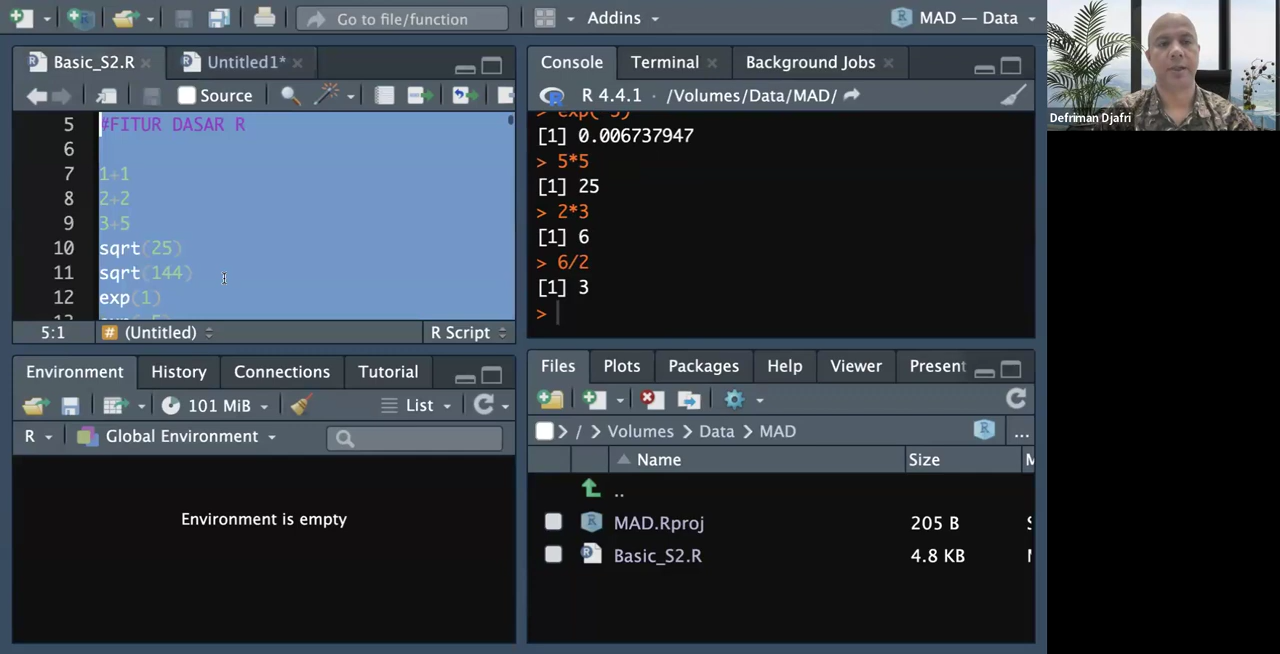 Go to file/function
Addins
MAD — Data
Basic_S2.R
Untitled1*
Source
5 #FITUR DASAR R
6
7 1+1
8 2+2
9 3+5
10 sqrt(25)
11 sqrt(144)
12 exp(1)
5:1
# (Untitled)
R Script
Console
Terminal
Background Jobs
R 4.4.1 · /Volumes/Data/MAD/
[1] 0.006737947
> 5*5
[1] 25
> 2*3
[1] 6
> 6/2
[1] 3
>
Environment
History
Connections
Tutorial
101 MiB
List
R
Global Environment
Environment is empty
Files
Plots
Packages
Help
Viewer
Present
/ Volumes Data MAD
...
Name
Size
..
MAD.Rproj
205 B
Basic_S2.R
4.8 KB
Defriman Djafri